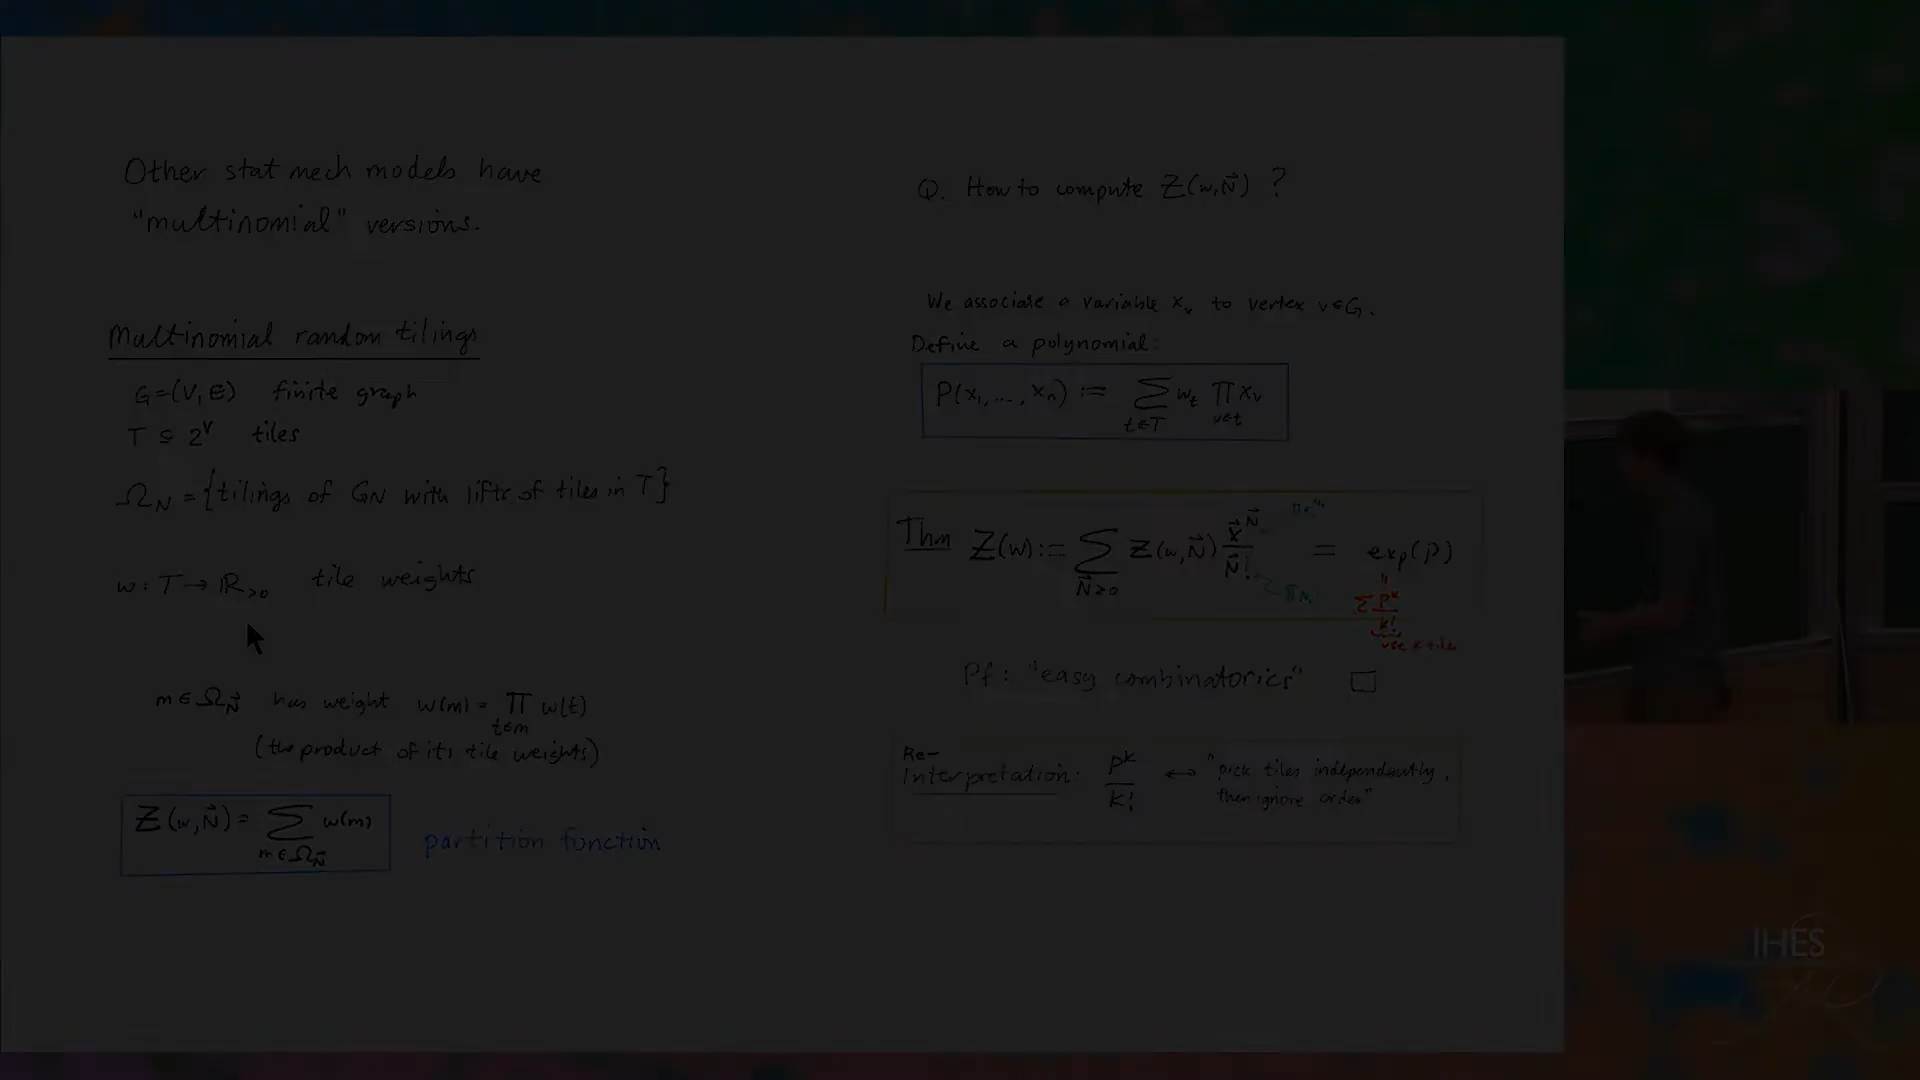 Other stat mech models have
"multinomial" versions.
Multinomial random tilings
G=(V,E) finite graph
T ⊆ 2^V tiles
Ω_N = {tilings of G_N with lifts of tiles in T}
w: T → ℝ_{>0} tile weights
m ∈ Ω_N⃗ has weight w(m) = ∏_{t∈m} w(t)
(the product of its tile weights)
Z(w,N⃗) = ∑_{m∈Ω_N⃗} w(m) partition function
Q. How to compute Z(w,N⃗) ?
We associate a variable x_v to vertex v∈G.
Define a polynomial:
P(x_1,...,x_n) := ∑_{t∈T} w_t ∏_{v∈t} x_v
Thm Z(w) := ∑_{N⃗≥0} Z(w,N⃗) x⃗^N⃗ / N⃗! = exp(P)
" ∑ P^k / k!
use k tiles
Pf: "easy combinatorics" □
Re-
Interpretation: P^k / k! ↔ "pick tiles independently,
then ignore order"
IHES